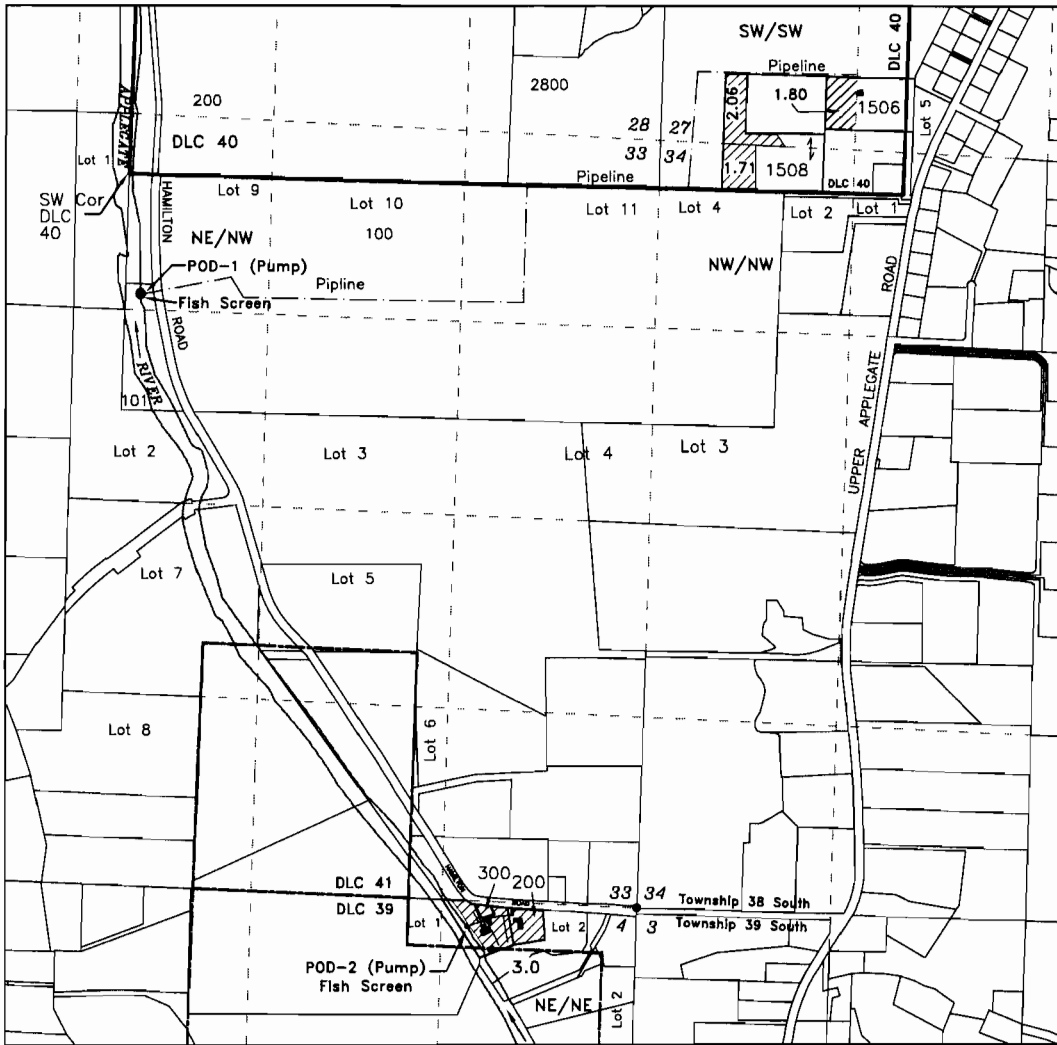 SW/SW
DLC 40
Pipeline
2800
200
2.06
1.80
1506
Lot 5
APPLEGATE
DLC 40
28 27
33 34
Lot 1
1.71
1508
DLC 40
Pipeline
HAMILTON
Lot 9
Lot 10
Lot 11
Lot 4
Lot 2
Lot 1
SW Cor
DLC
40
100
NE/NW
NW/NW
POD-1 (Pump)
Pipline
Fish Screen
ROAD
ROAD
RIVER
101
UPPER APPLEGATE
Lot 2
Lot 3
Lot 4
Lot 3
Lot 7
Lot 5
Lot 8
Lot 6
300
200
DLC 41
33 34
Township 38 South
DLC 39
ROAD
Lot 1
Lot 2
4 3
Township 39 South
POD-2 (Pump)
Fish Screen
3.0
NE/NE
Lot 2